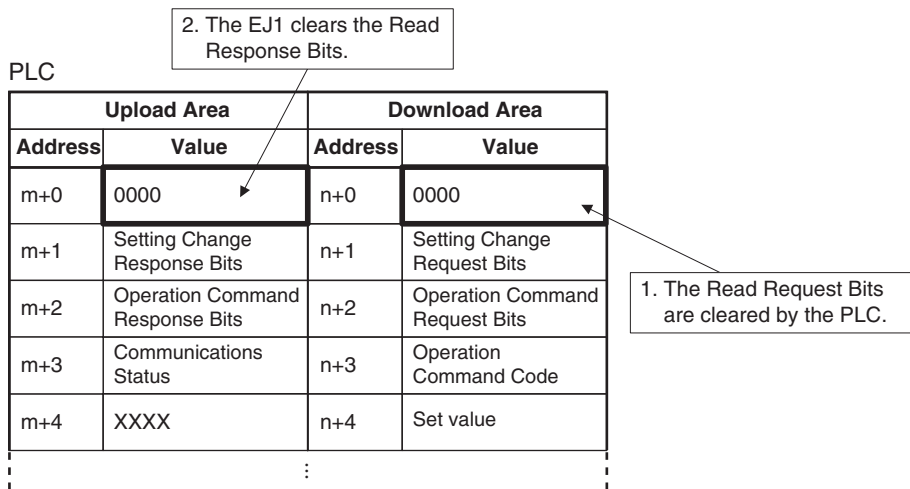 2. The EJ1 clears the Read
Response Bits.
PLC
Upload Area Download Area
Address Value Address Value
m+0 0000 n+0 0000
m+1 Setting Change
Response Bits n+1 Setting Change
Request Bits
m+2 Operation Command
Response Bits n+2 Operation Command
Request Bits
m+3 Communications
Status n+3 Operation
Command Code
m+4 XXXX n+4 Set value
1. The Read Request Bits
are cleared by the PLC.